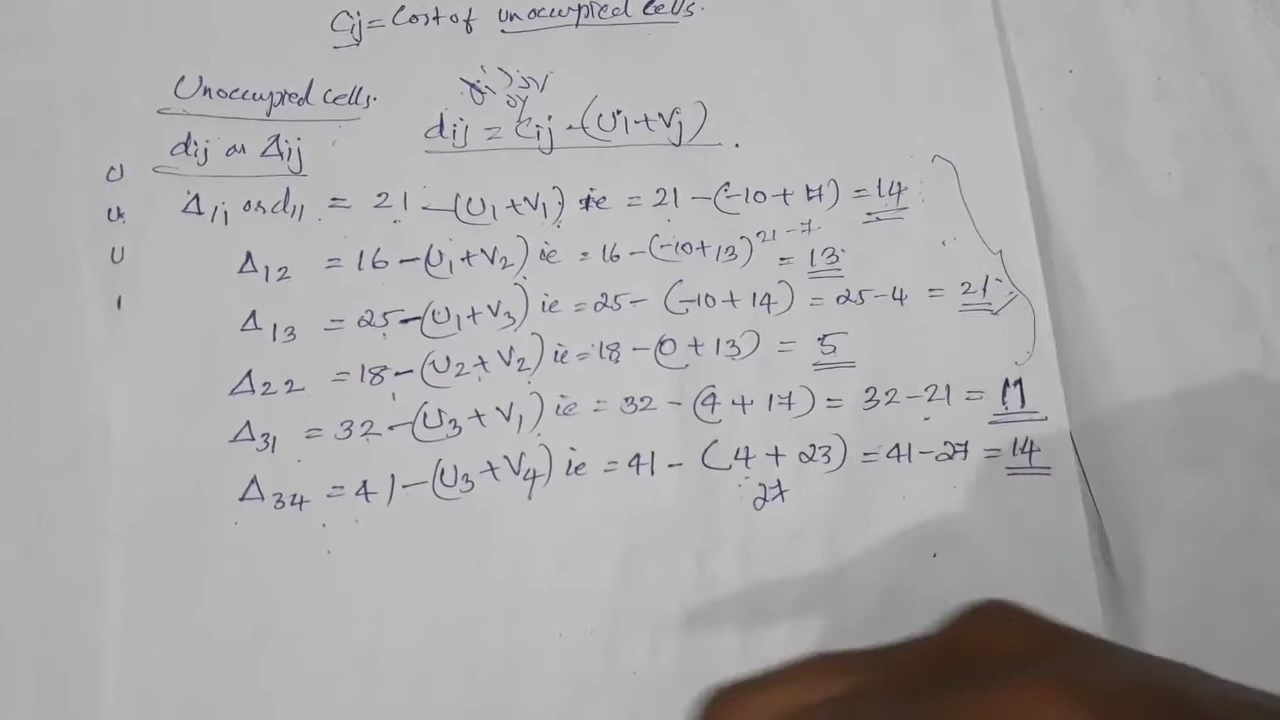 Cij = Cost of unoccupied cells.
Unoccupied cells.
dij = Cij - (Ui+Vj).
dij or Δij
Δ11 or d11 = 21 - (U1+V1) ie = 21 - (-10+17) = 14
21-7
Δ12 = 16 - (U1+V2) ie = 16 - (-10+13) = 13
Δ13 = 25 - (U1+V3) ie = 25 - (-10+14) = 25-4 = 21
Δ22 = 18 - (U2+V2) ie = 18 - (0+13) = 5
Δ31 = 32 - (U3+V1) ie = 32 - (4+17) = 32-21 = 11
Δ34 = 41 - (U3+V4) ie = 41 - (4+23) = 41-27 = 14
27